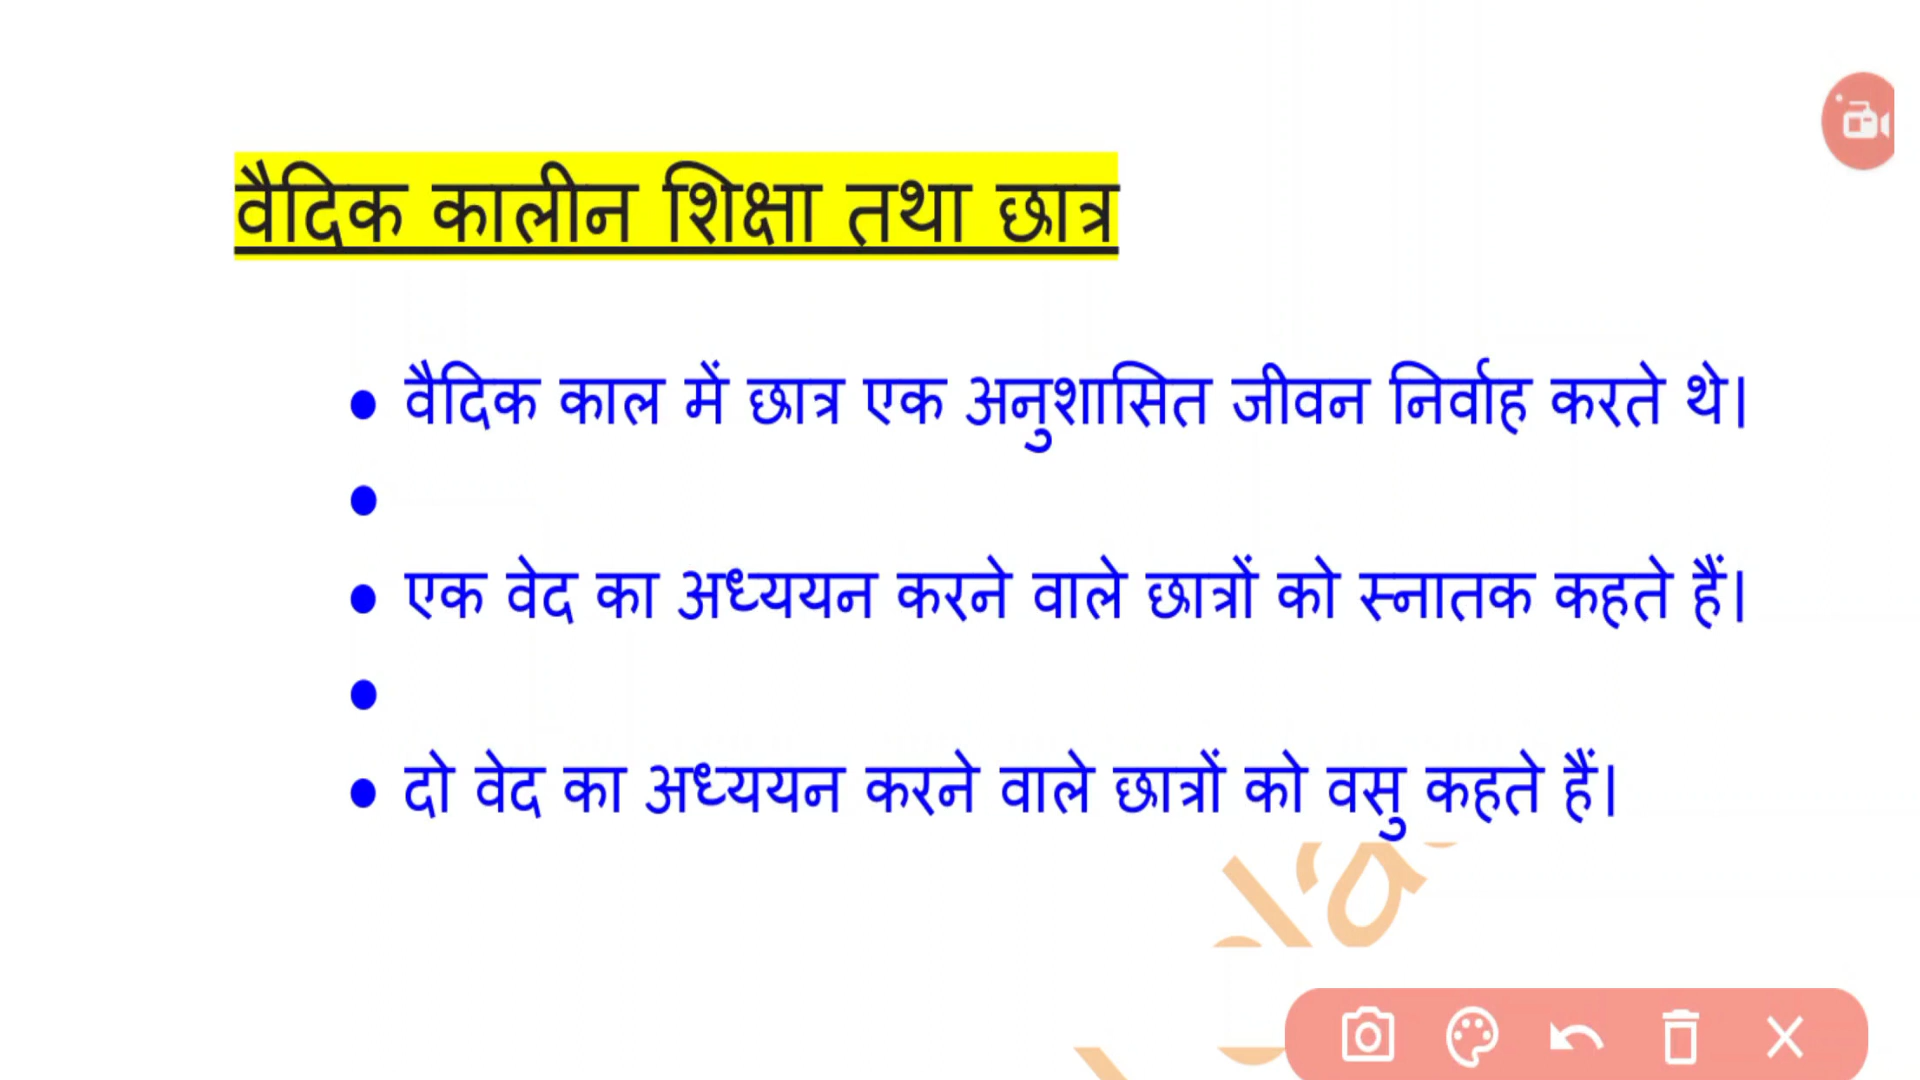 वैदिक कालीन शिक्षा तथा छात्र
● वैदिक काल में छात्र एक अनुशासित जीवन निर्वाह करते थे।
●
● एक वेद का अध्ययन करने वाले छात्रों को स्नातक कहते हैं।
●
● दो वेद का अध्ययन करने वाले छात्रों को वसु कहते हैं।